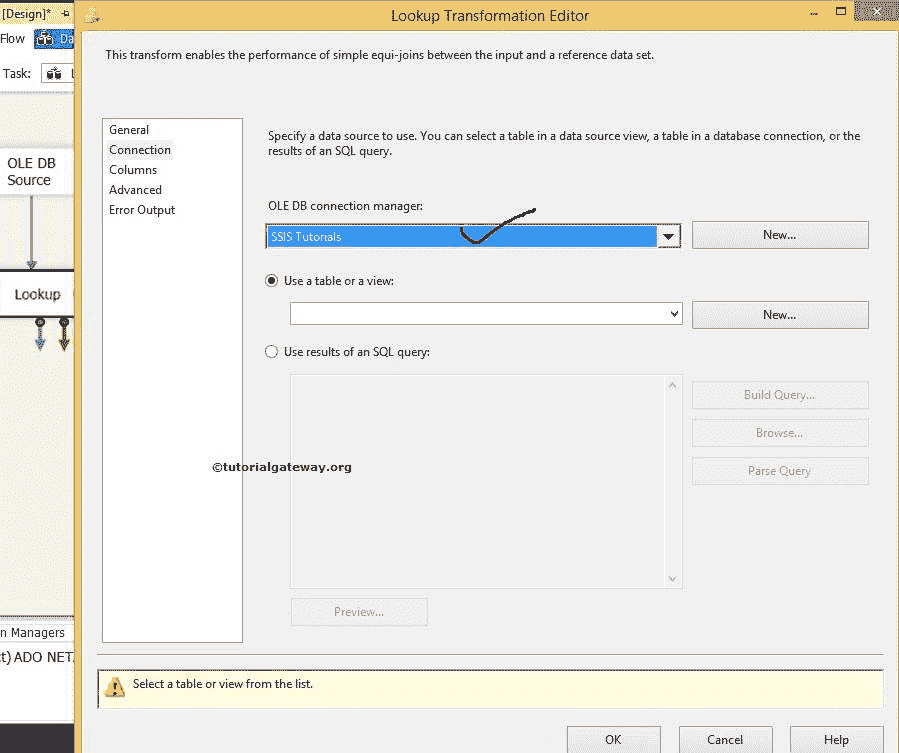 [Design]*
Lookup Transformation Editor
Flow
Da
Task:
This transform enables the performance of simple equi-joins between the input and a reference data set.
General
Connection
Columns
Advanced
Error Output
OLE DB
Source
Lookup
Specify a data source to use. You can select a table in a data source view, a table in a database connection, or the
results of an SQL query.
OLE DB connection manager:
SSIS Tutorials
New...
Use a table or a view:
New...
Use results of an SQL query:
Build Query...
Browse...
Parse Query
©tutorialgateway.org
Preview...
n Managers
t) ADO NET.
Select a table or view from the list.
OK
Cancel
Help